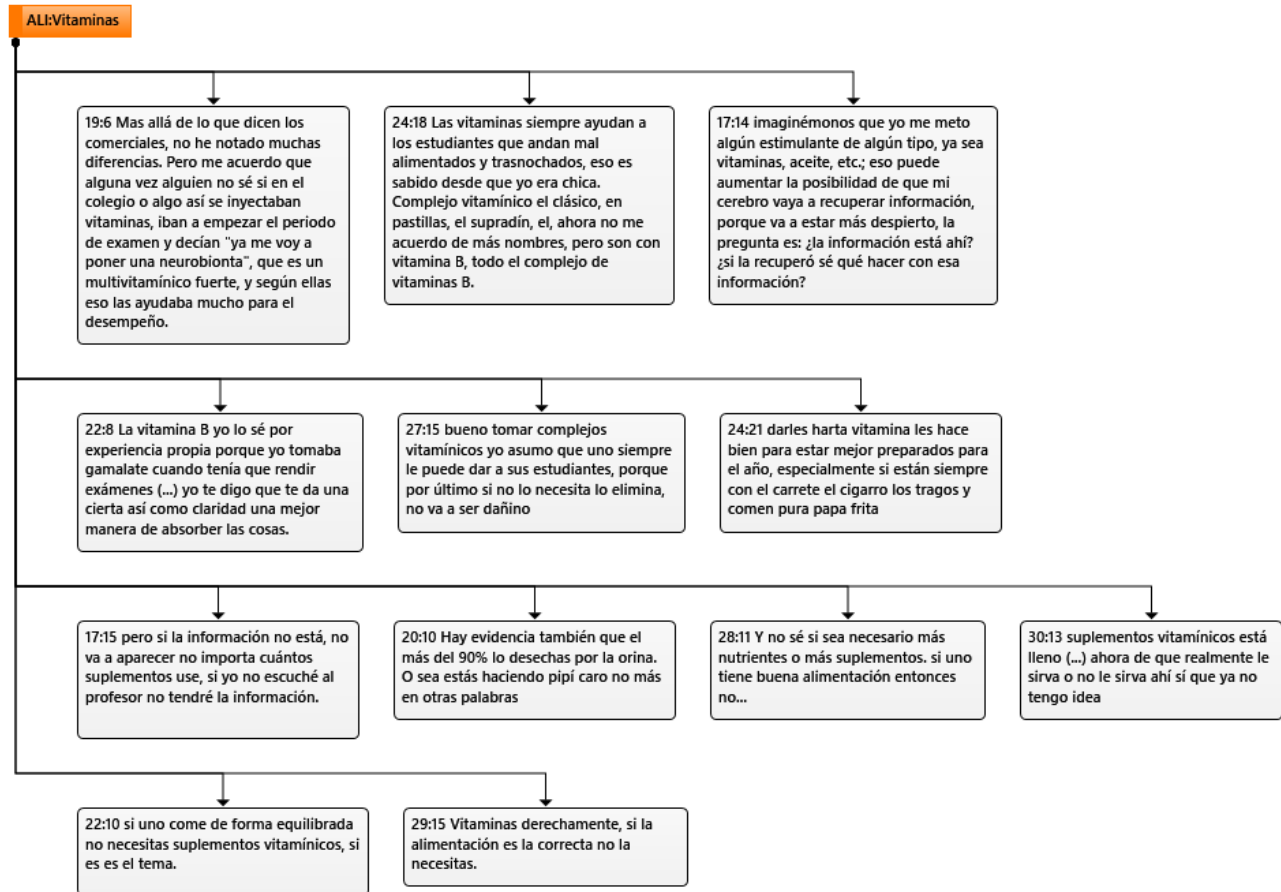 ALI:Vitaminas
19:6 Mas allá de lo que dicen los
comerciales, no he notado muchas
diferencias. Pero me acuerdo que
alguna vez alguien no sé si en el
colegio o algo así se inyectaban
vitaminas, iban a empezar el periodo
de examen y decían "ya me voy a
poner una neurobionta", que es un
multivitamínico fuerte, y según ellas
eso las ayudaba mucho para el
desempeño.
24:18 Las vitaminas siempre ayudan a
los estudiantes que andan mal
alimentados y trasnochados, eso es
sabido desde que yo era chica.
Complejo vitamínico el clásico, en
pastillas, el supradín, el, ahora no me
acuerdo de más nombres, pero son con
vitamina B, todo el complejo de
vitaminas B.
17:14 imaginémonos que yo me meto
algún estimulante de algún tipo, ya sea
vitaminas, aceite, etc.; eso puede
aumentar la posibilidad de que mi
cerebro vaya a recuperar información,
porque va a estar más despierto, la
pregunta es: ¿la información está ahí?
¿si la recuperó sé qué hacer con esa
información?
22:8 La vitamina B yo lo sé por
experiencia propia porque yo tomaba
gamalate cuando tenía que rendir
exámenes (...) yo te digo que te da una
cierta así como claridad una mejor
manera de absorber las cosas.
27:15 bueno tomar complejos
vitamínicos yo asumo que uno siempre
le puede dar a sus estudiantes, porque
por último si no lo necesita lo elimina,
no va a ser dañino
24:21 darles harta vitamina les hace
bien para estar mejor preparados para
el año, especialmente si están siempre
con el carrete el cigarro los tragos y
comen pura papa frita
17:15 pero si la información no está, no
va a aparecer no importa cuántos
suplementos use, si yo no escuché al
profesor no tendré la información.
20:10 Hay evidencia también que el
más del 90% lo desechas por la orina.
O sea estás haciendo pipí caro no más
en otras palabras
28:11 Y no sé si sea necesario más
nutrientes o más suplementos. si uno
tiene buena alimentación entonces
no...
30:13 suplementos vitamínicos está
lleno (...) ahora de que realmente le
sirva o no le sirva ahí sí que ya no
tengo idea
22:10 si uno come de forma equilibrada
no necesitas suplementos vitamínicos, si
es es el tema.
29:15 Vitaminas derechamente, si la
alimentación es la correcta no la
necesitas.